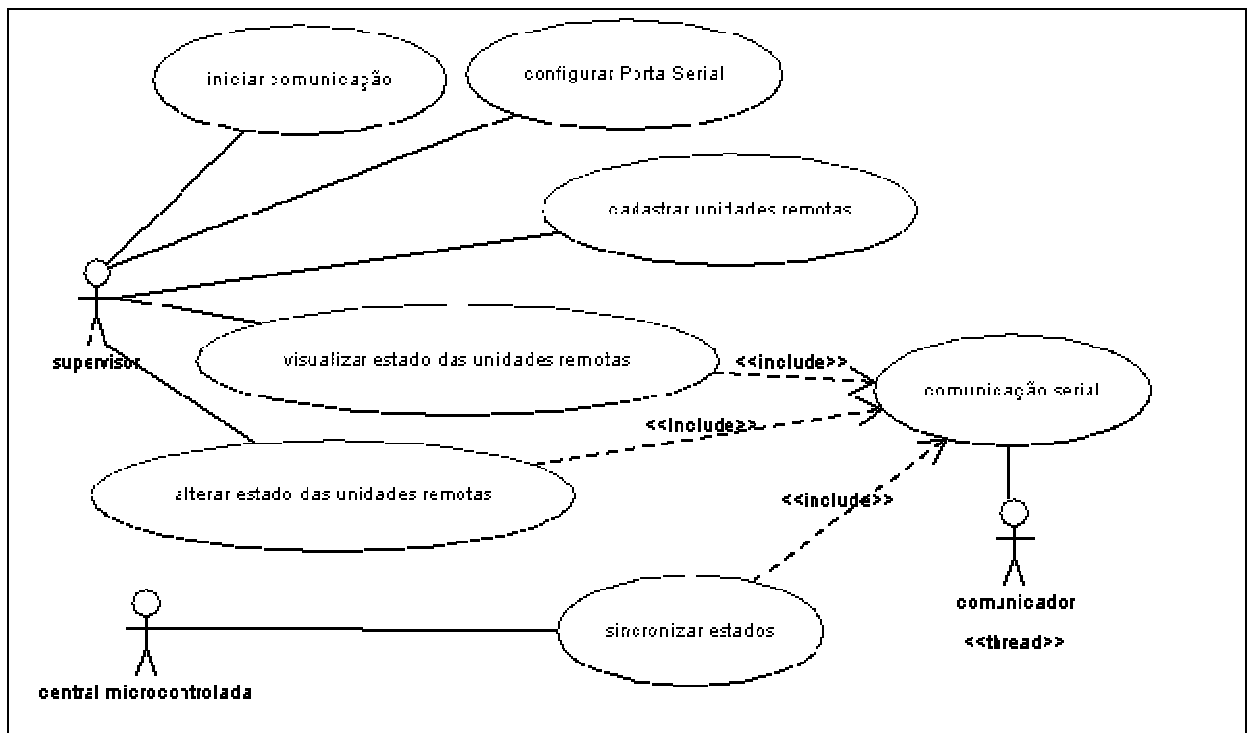 iniciar comunicação
configurar Porta Serial
cadastrar unidades remotas
supervisor
visualizar estado das unidades remotas
<<include>>
comunicação serial
<<include>>
alterar estado das unidades remotas
<<include>>
comunicador
<<thread>>
sincronizar estados
central microcontrolada